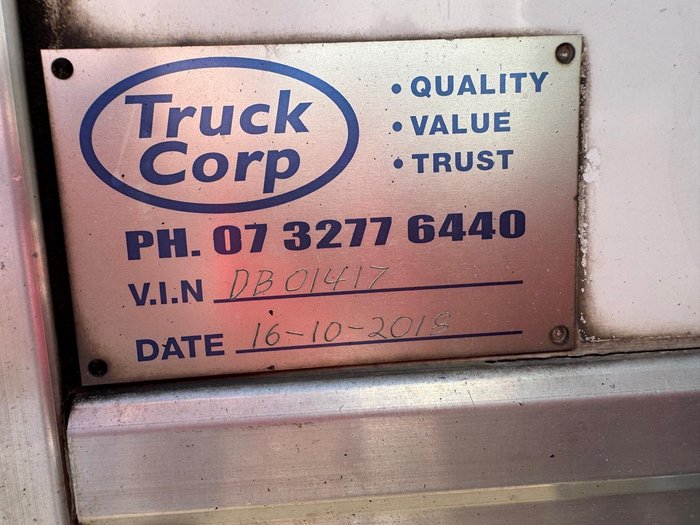 Truck
Corp
• QUALITY
• VALUE
• TRUST
PH. 07 3277 6440
V.I.N DB01417
DATE 16-10-2018